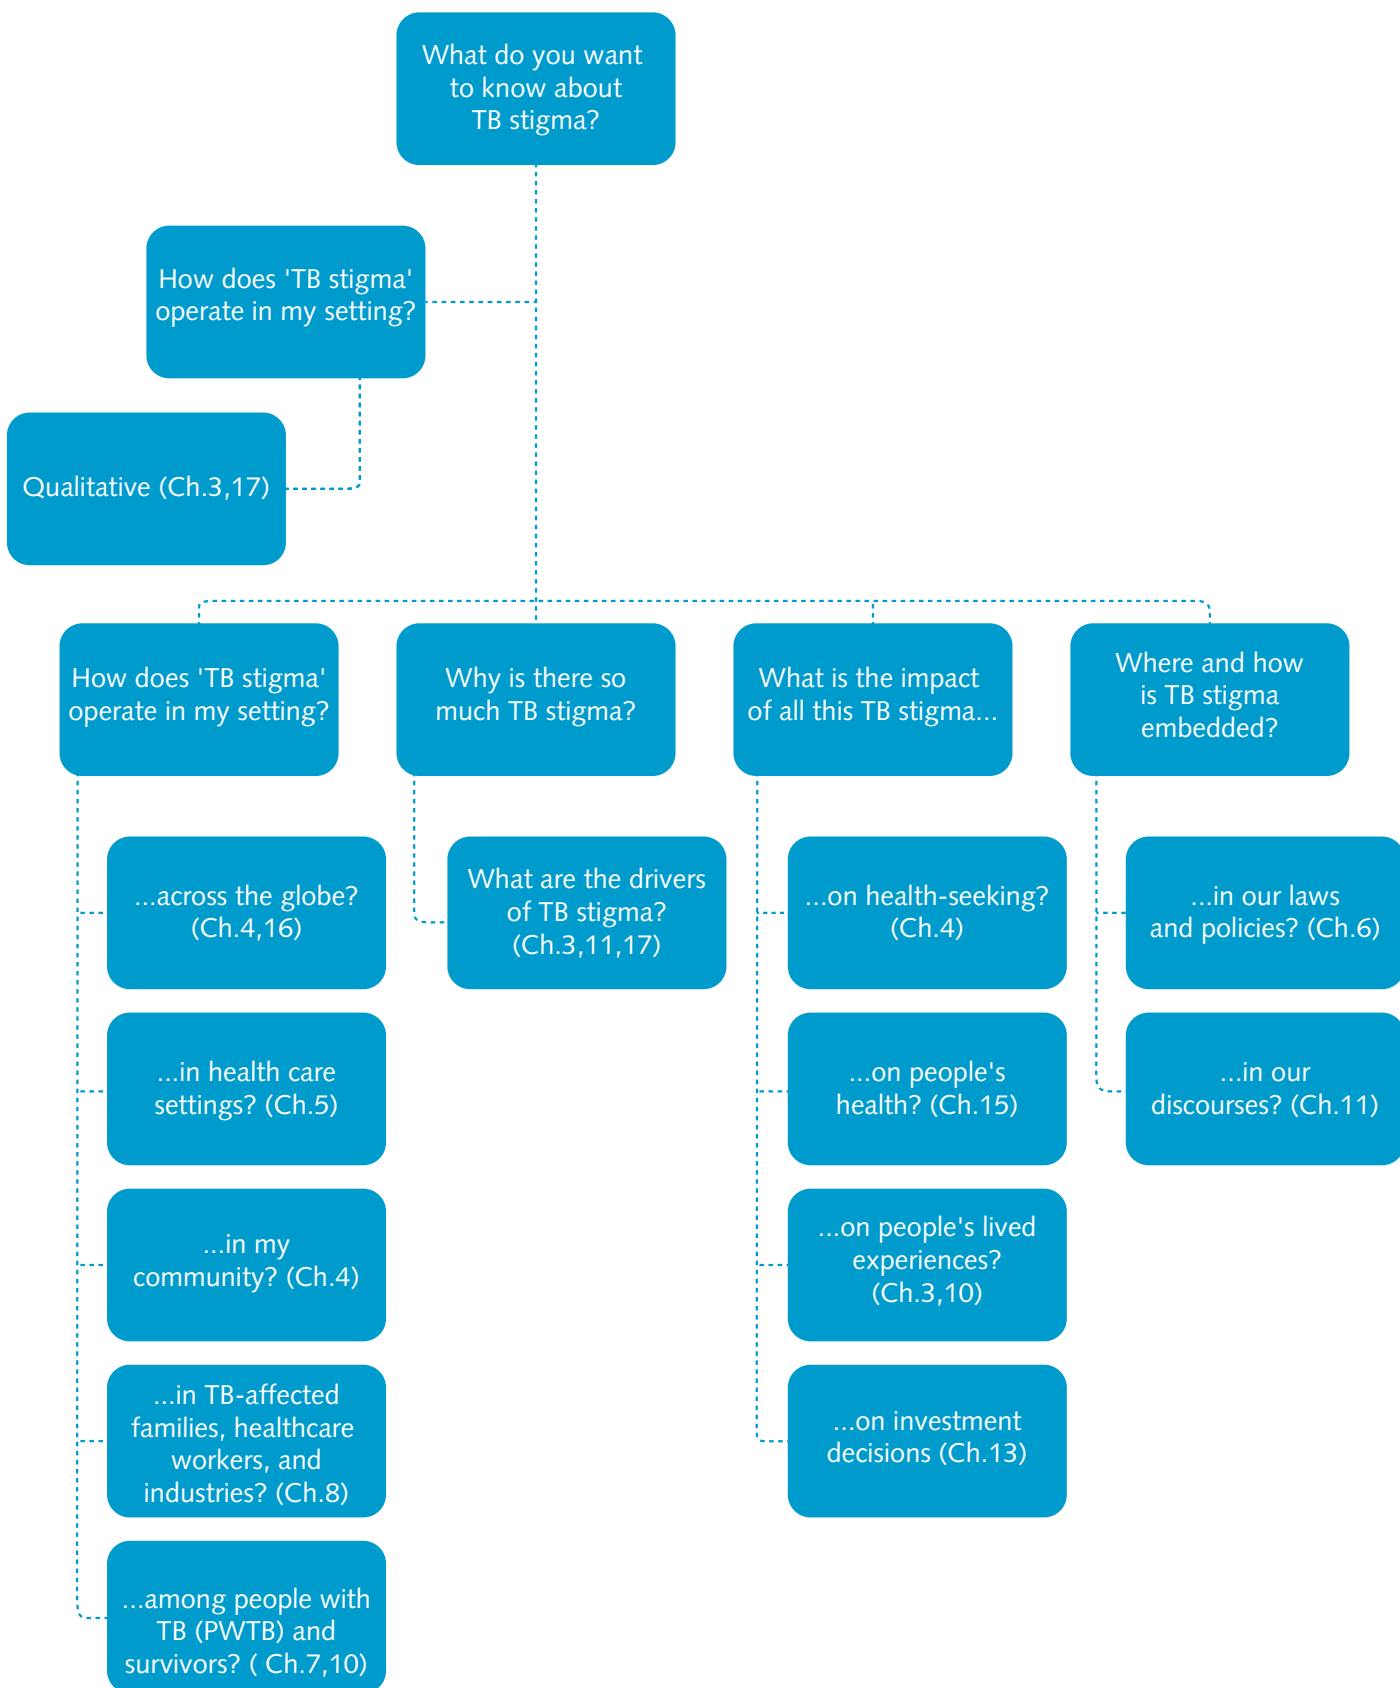 What do you want
to know about
TB stigma?
How does 'TB stigma'
operate in my setting?
Qualitative (Ch.3,17)
How does 'TB stigma'
operate in my setting?
...across the globe?
(Ch.4,16)
...in health care
settings? (Ch.5)
...in my
community? (Ch.4)
...in TB-affected
families, healthcare
workers, and
industries? (Ch.8)
...among people with
TB (PWTB) and
survivors? ( Ch.7,10)
Why is there so
much TB stigma?
What are the drivers
of TB stigma?
(Ch.3,11,17)
What is the impact
of all this TB stigma...
...on health-seeking?
(Ch.4)
...on people's
health? (Ch.15)
...on people's lived
experiences?
(Ch.3,10)
...on investment
decisions (Ch.13)
Where and how
is TB stigma
embedded?
...in our laws
and policies? (Ch.6)
...in our
discourses? (Ch.11)